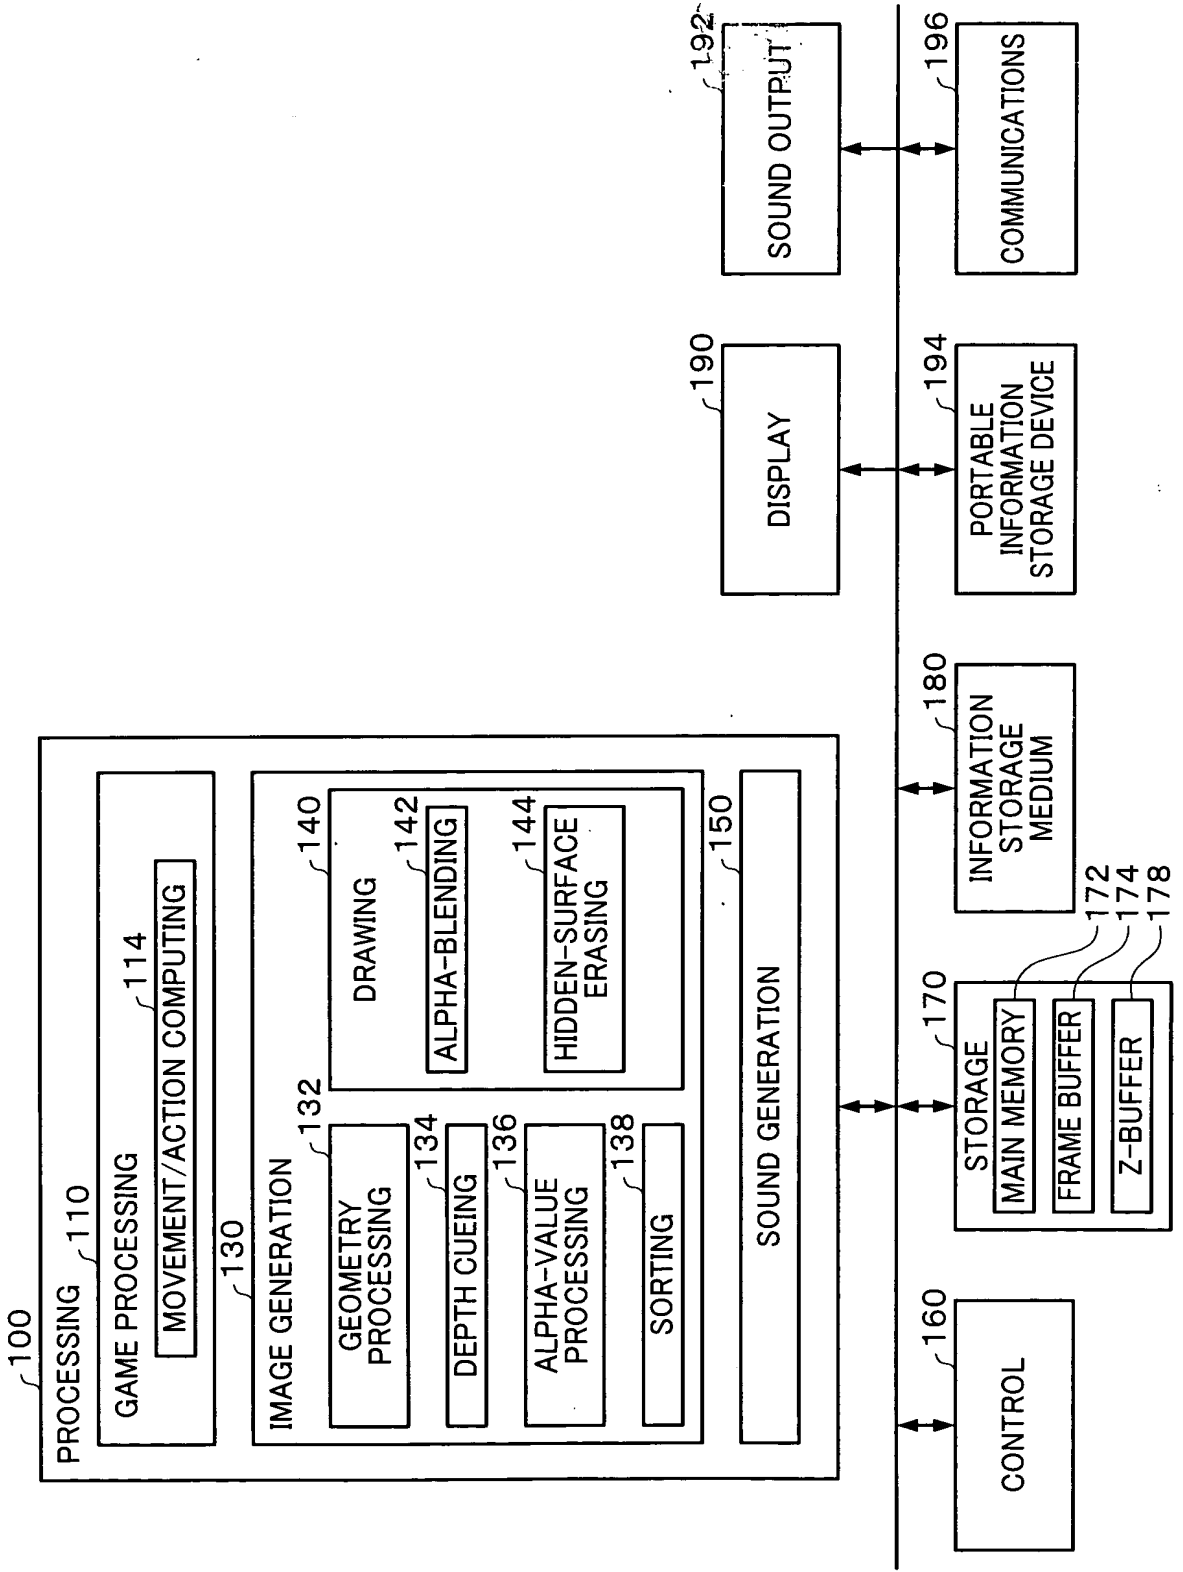 100
PROCESSING
110
GAME PROCESSING
114
MOVEMENT/ACTION COMPUTING
130
IMAGE GENERATION
132
GEOMETRY
PROCESSING
134
DEPTH CUEING
136
ALPHA-VALUE
PROCESSING
138
SORTING
140
DRAWING
142
ALPHA-BLENDING
144
HIDDEN-SURFACE
ERASING
150
SOUND GENERATION
190
DISPLAY
192
SOUND OUTPUT
160
CONTROL
170
STORAGE
MAIN MEMORY
172
FRAME BUFFER
174
Z-BUFFER
178
180
INFORMATION
STORAGE
MEDIUM
194
PORTABLE
INFORMATION
STORAGE DEVICE
196
COMMUNICATIONS